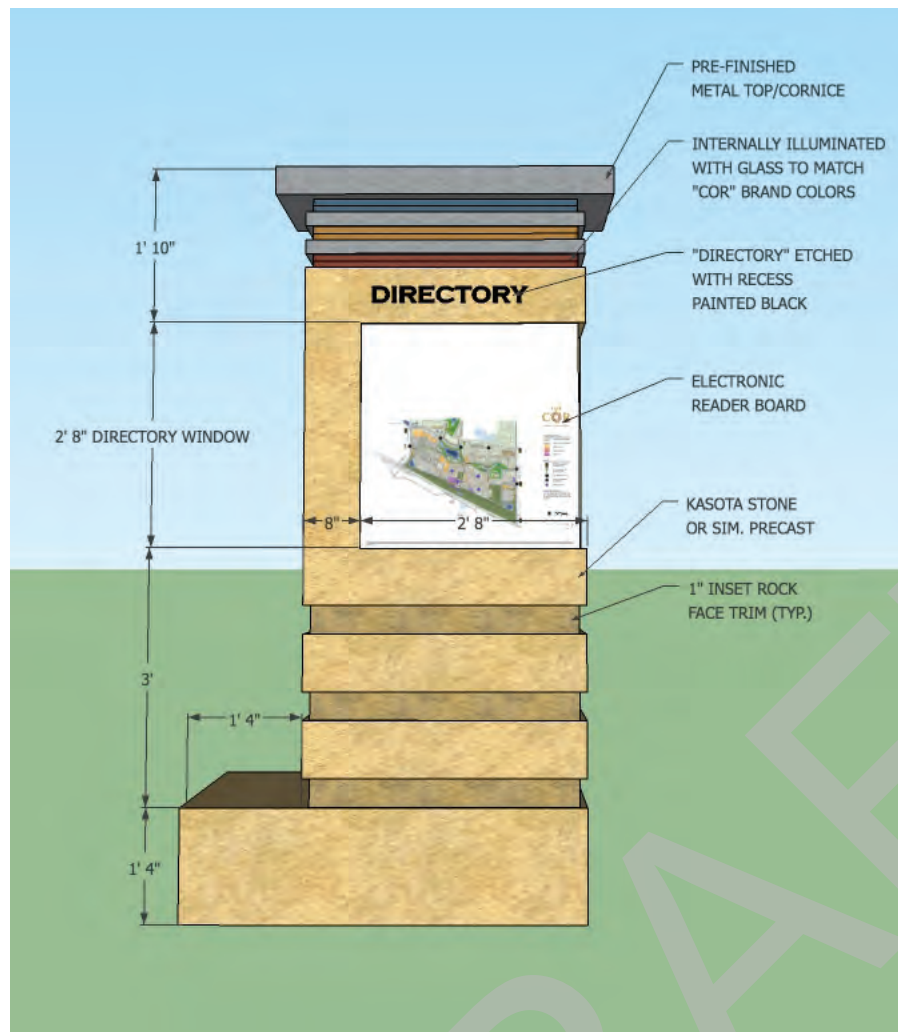 PRE-FINISHED
METAL TOP/CORNICE
INTERNALLY ILLUMINATED
WITH GLASS TO MATCH
"COR" BRAND COLORS
1' 10"
"DIRECTORY" ETCHED
WITH RECESS
PAINTED BLACK
DIRECTORY
ELECTRONIC
READER BOARD
COR
2' 8" DIRECTORY WINDOW
KASOTA STONE
OR SIM. PRECAST
8"
2' 8"
1" INSET ROCK
FACE TRIM (TYP.)
3'
1' 4"
1' 4"